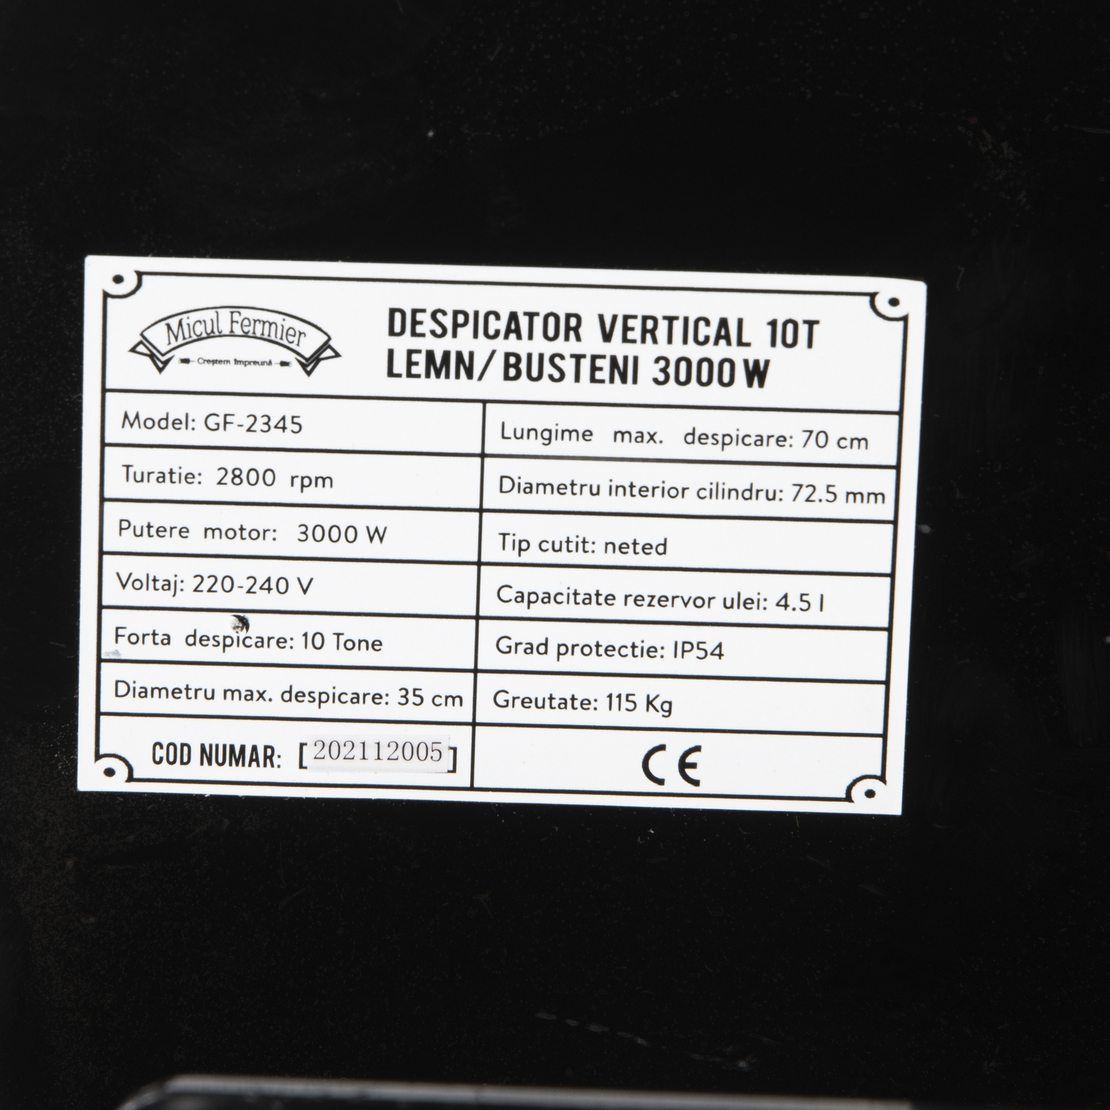 Micul Fermier
Creștem Împreună
DESPICATOR VERTICAL 10T
LEMN/BUSTENI 3000W
Model: GF-2345
Lungime max. despicare: 70 cm
Turatie: 2800 rpm
Diametru interior cilindru: 72.5 mm
Putere motor: 3000 W
Tip cutit: neted
Voltaj: 220-240 V
Capacitate rezervor ulei: 4.5 l
Forta despicare: 10 Tone
Grad protectie: IP54
Diametru max. despicare: 35 cm
Greutate: 115 Kg
COD NUMAR: [202112005]
CE